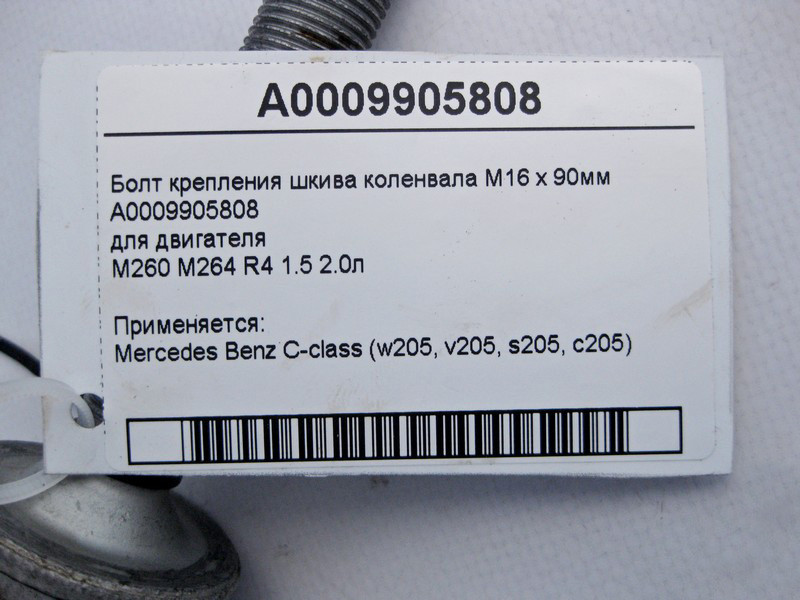 A0009905808
Болт крепления шкива коленвала M16 x 90мм
A0009905808
для двигателя
M260 M264 R4 1.5 2.0л
Применяется:
Mercedes Benz C-class (w205, v205, s205, c205)